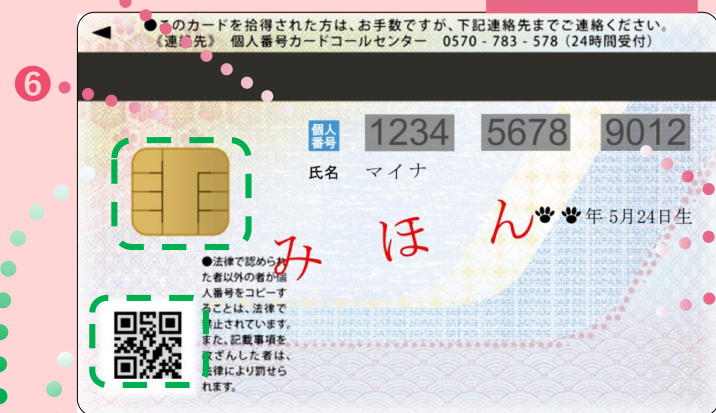 ●このカードを拾得された方は、お手数ですが、下記連絡先までご連絡ください。
《連絡先》 個人番号カードコールセンター 0570 - 783 - 578（24時間受付）
6
個人番号 1234 5678 9012
氏名 マイナ
年 5月24日生
みほん
●法律で認められ
た者以外の者が個
人番号をコピーす
ることは、法律で
禁止されています。
また、記載事項を
改ざんした者は、
法律により罰せら
れます。